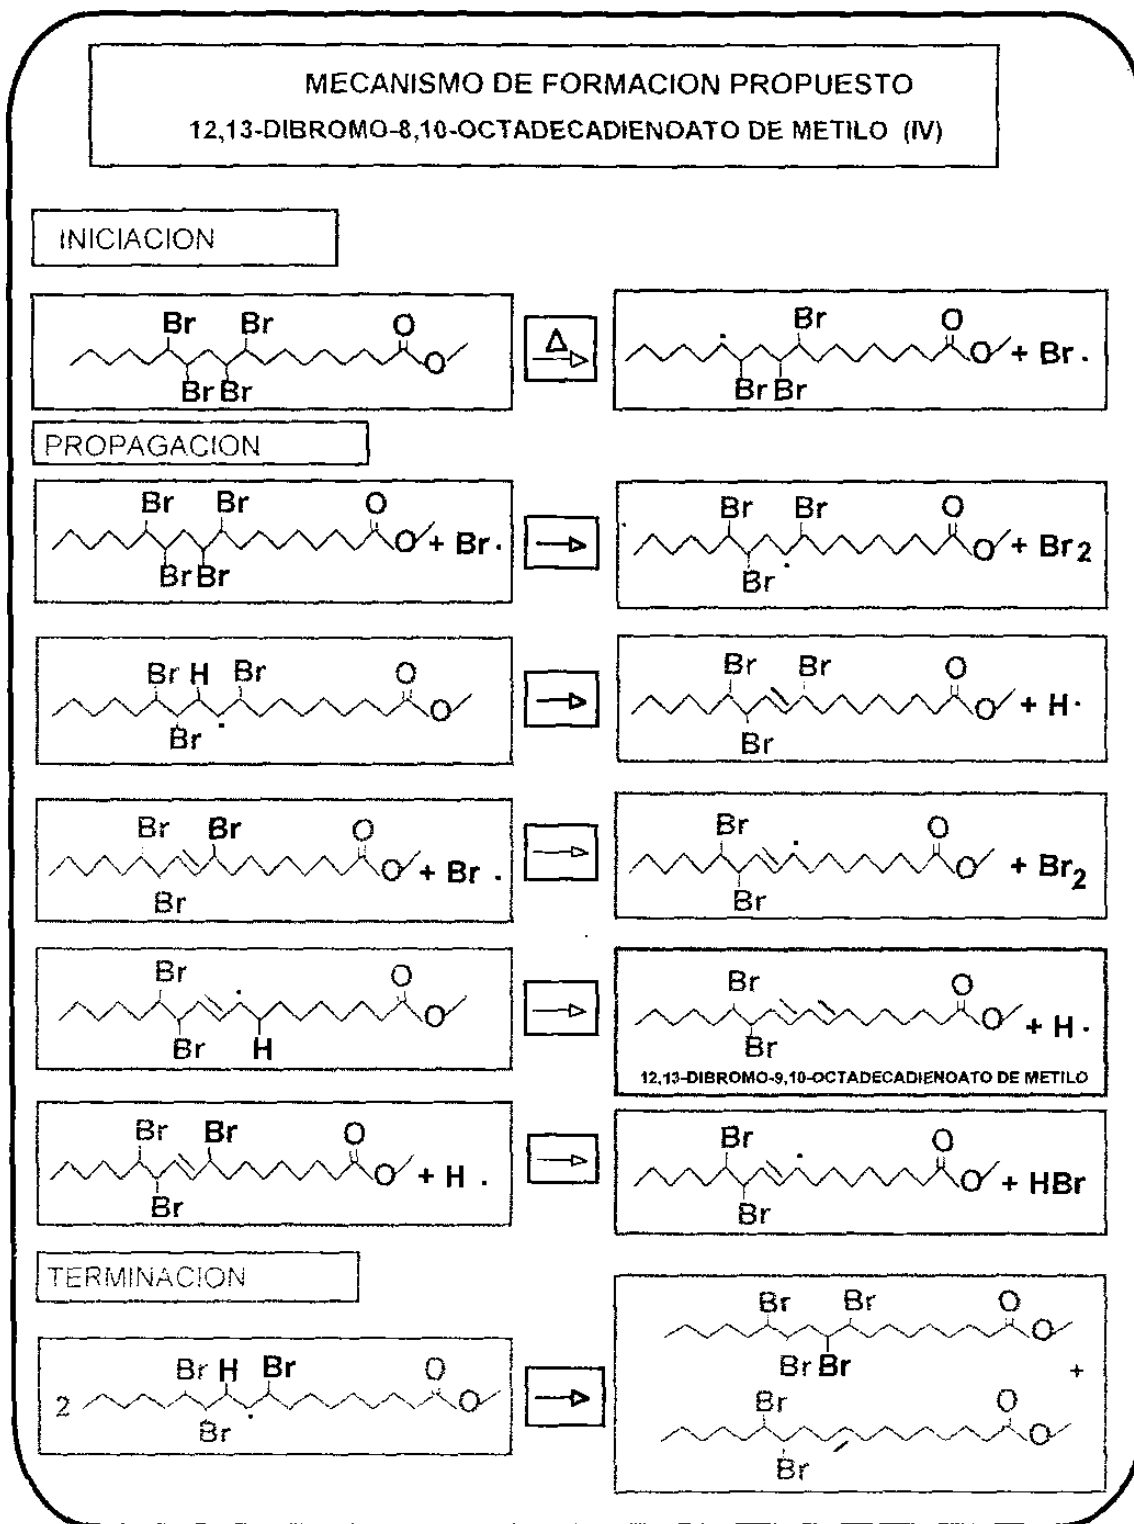 MECANISMO DE FORMACION PROPUESTO
12,13-DIBROMO-8,10-OCTADECADIENOATO DE METILO (IV)
INICIACION
Br Br O
O
Br Br
Δ
Br O
O + Br ·
Br Br
PROPAGACION
Br Br O
O + Br ·
Br Br
Br Br O
O + Br2
Br
Br H Br O
O
Br
Br Br O
O + H ·
Br
Br Br O
O + Br ·
Br
Br O
O + Br2
Br
Br O
O
Br H
Br O
O + H ·
Br
12,13-DIBROMO-9,10-OCTADECADIENOATO DE METILO
Br Br O
O + H ·
Br
Br O
O + HBr
Br
TERMINACION
2 Br H Br O
O
Br
Br Br O
O
Br Br
+
Br O
O
Br